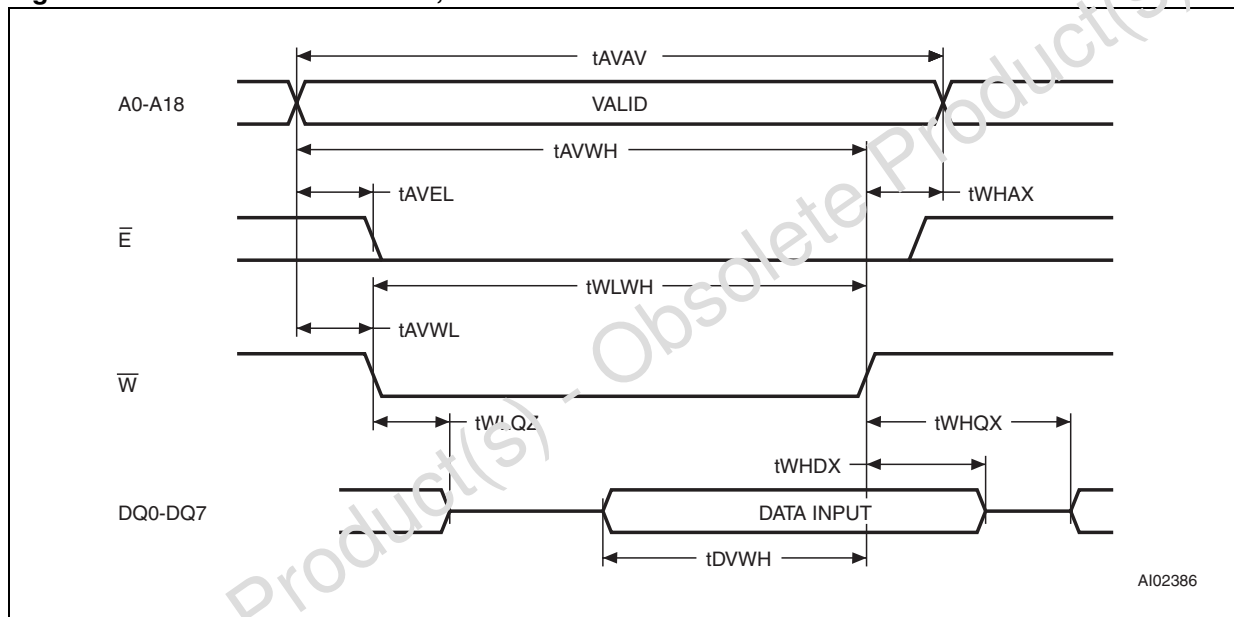 tAVAV
A0-A18
VALID
tAVWH
tAVEL
tWHAX
E̅
tWLWH
tAVWL
W̅
tWLQZ
tWHQX
tWHDX
DQ0-DQ7
DATA INPUT
tDVWH
AI02386
Product(s) - Obsolete Product(s)